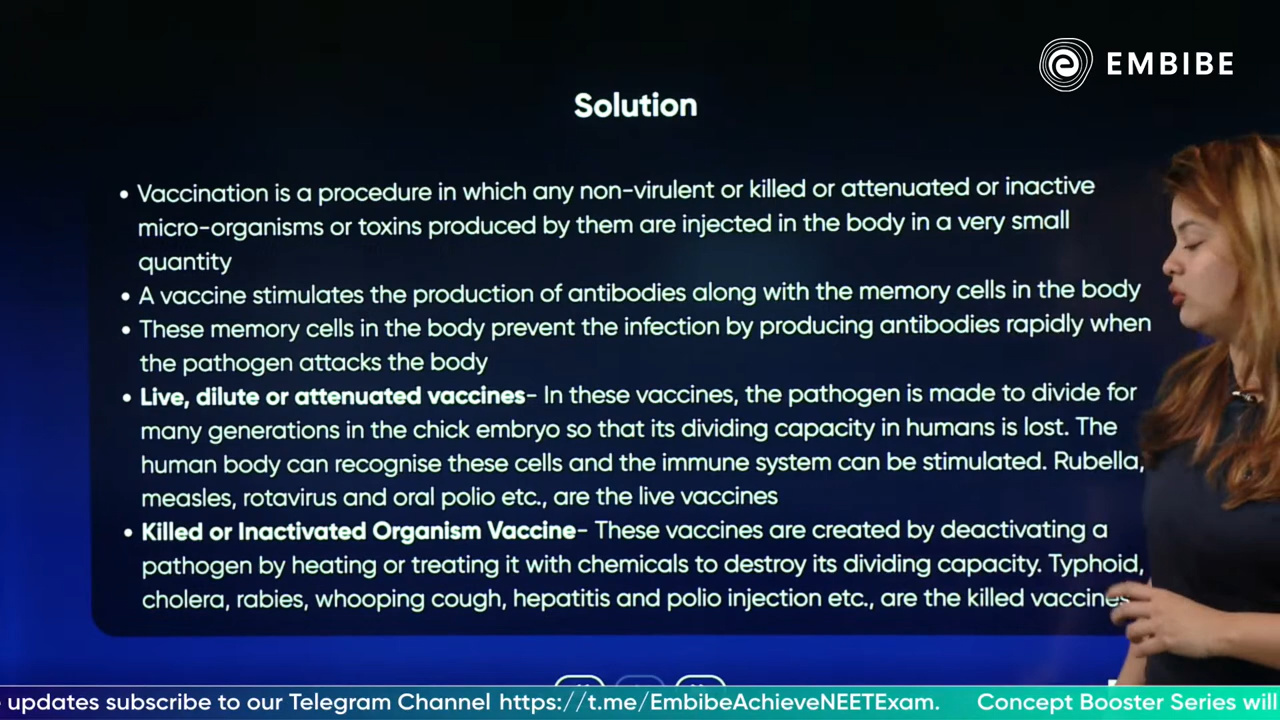 EMBIBE
Solution
• Vaccination is a procedure in which any non-virulent or killed or attenuated or inactive
micro-organisms or toxins produced by them are injected in the body in a very small
quantity
• A vaccine stimulates the production of antibodies along with the memory cells in the body
• These memory cells in the body prevent the infection by producing antibodies rapidly when
the pathogen attacks the body
• Live, dilute or attenuated vaccines- In these vaccines, the pathogen is made to divide for
many generations in the chick embryo so that its dividing capacity in humans is lost. The
human body can recognise these cells and the immune system can be stimulated. Rubella,
measles, rotavirus and oral polio etc., are the live vaccines
• Killed or Inactivated Organism Vaccine- These vaccines are created by deactivating a
pathogen by heating or treating it with chemicals to destroy its dividing capacity. Typhoid,
cholera, rabies, whooping cough, hepatitis and polio injection etc., are the killed vaccines
updates subscribe to our Telegram Channel https://t.me/EmbibeAchieveNEETExam. Concept Booster Series will